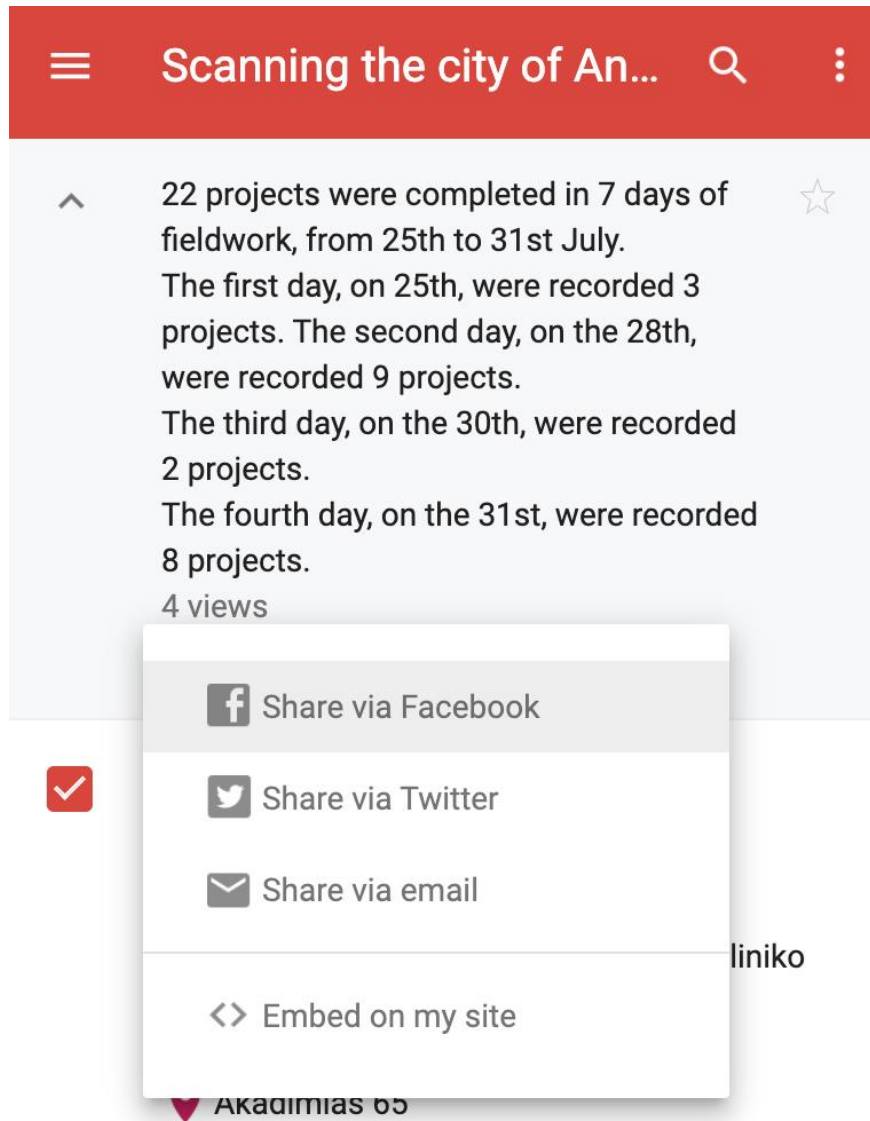 Scanning the city of An...
22 projects were completed in 7 days of
fieldwork, from 25th to 31st July.
The first day, on 25th, were recorded 3
projects. The second day, on the 28th,
were recorded 9 projects.
The third day, on the 30th, were recorded
2 projects.
The fourth day, on the 31st, were recorded
8 projects.
4 views
Share via Facebook
Share via Twitter
Share via email
liniko
Embed on my site
Akadimias 65